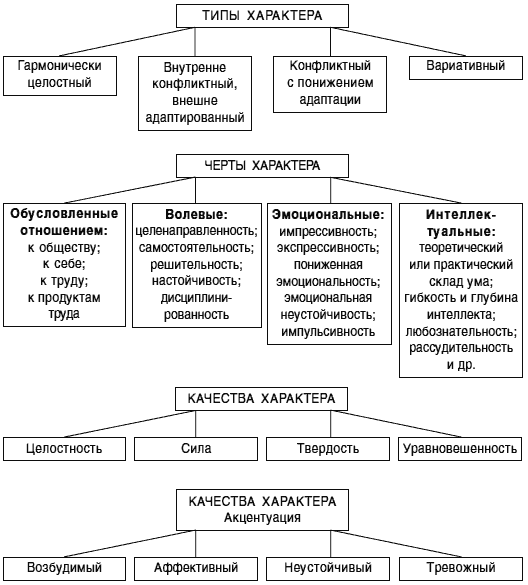 ТИПЫ ХАРАКТЕРА
Гармонически
целостный
Внутренне
конфликтный,
внешне
адаптированный
Конфликтный
с понижением
адаптации
Вариативный
ЧЕРТЫ ХАРАКТЕРА
Обусловленные
отношением:
к обществу;
к себе;
к труду;
к продуктам
труда
Волевые:
целенаправленность;
самостоятельность;
решительность;
настойчивость;
дисциплини-
рованность
Эмоциональные:
импрессивность;
экспрессивность;
пониженная
эмоциональность;
эмоциональная
неустойчивость;
импульсивность
Интеллек-
туальные:
теоретический
или практический
склад ума;
гибкость и глубина
интеллекта;
любознательность;
рассудительность
и др.
КАЧЕСТВА ХАРАКТЕРА
Целостность
Сила
Твердость
Уравновешенность
КАЧЕСТВА ХАРАКТЕРА
Акцентуация
Возбудимый
Аффективный
Неустойчивый
Тревожный